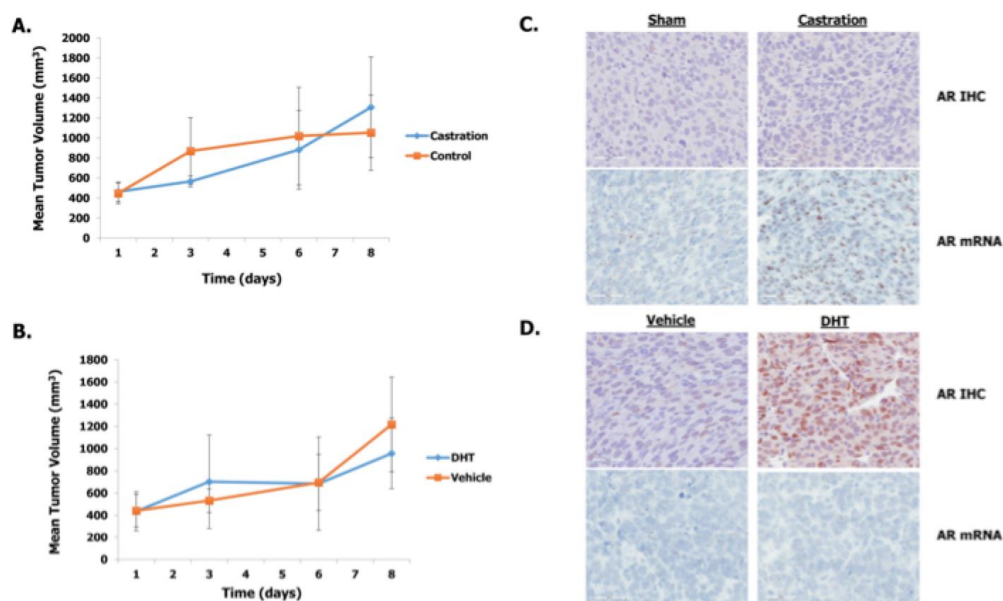 A.
2000
1800
1600
1400
1200
1000
800
600
400
200
0
Mean Tumor Volume (mm³)
1 2 3 4 5 6 7 8
Time (days)
Castration
Control
B.
2000
1800
1600
1400
1200
1000
800
600
400
200
0
Mean Tumor Volume (mm³)
1 2 3 4 5 6 7 8
Time (days)
DHT
Vehicle
C.
Sham Castration
AR IHC
AR mRNA
D.
Vehicle DHT
AR IHC
AR mRNA